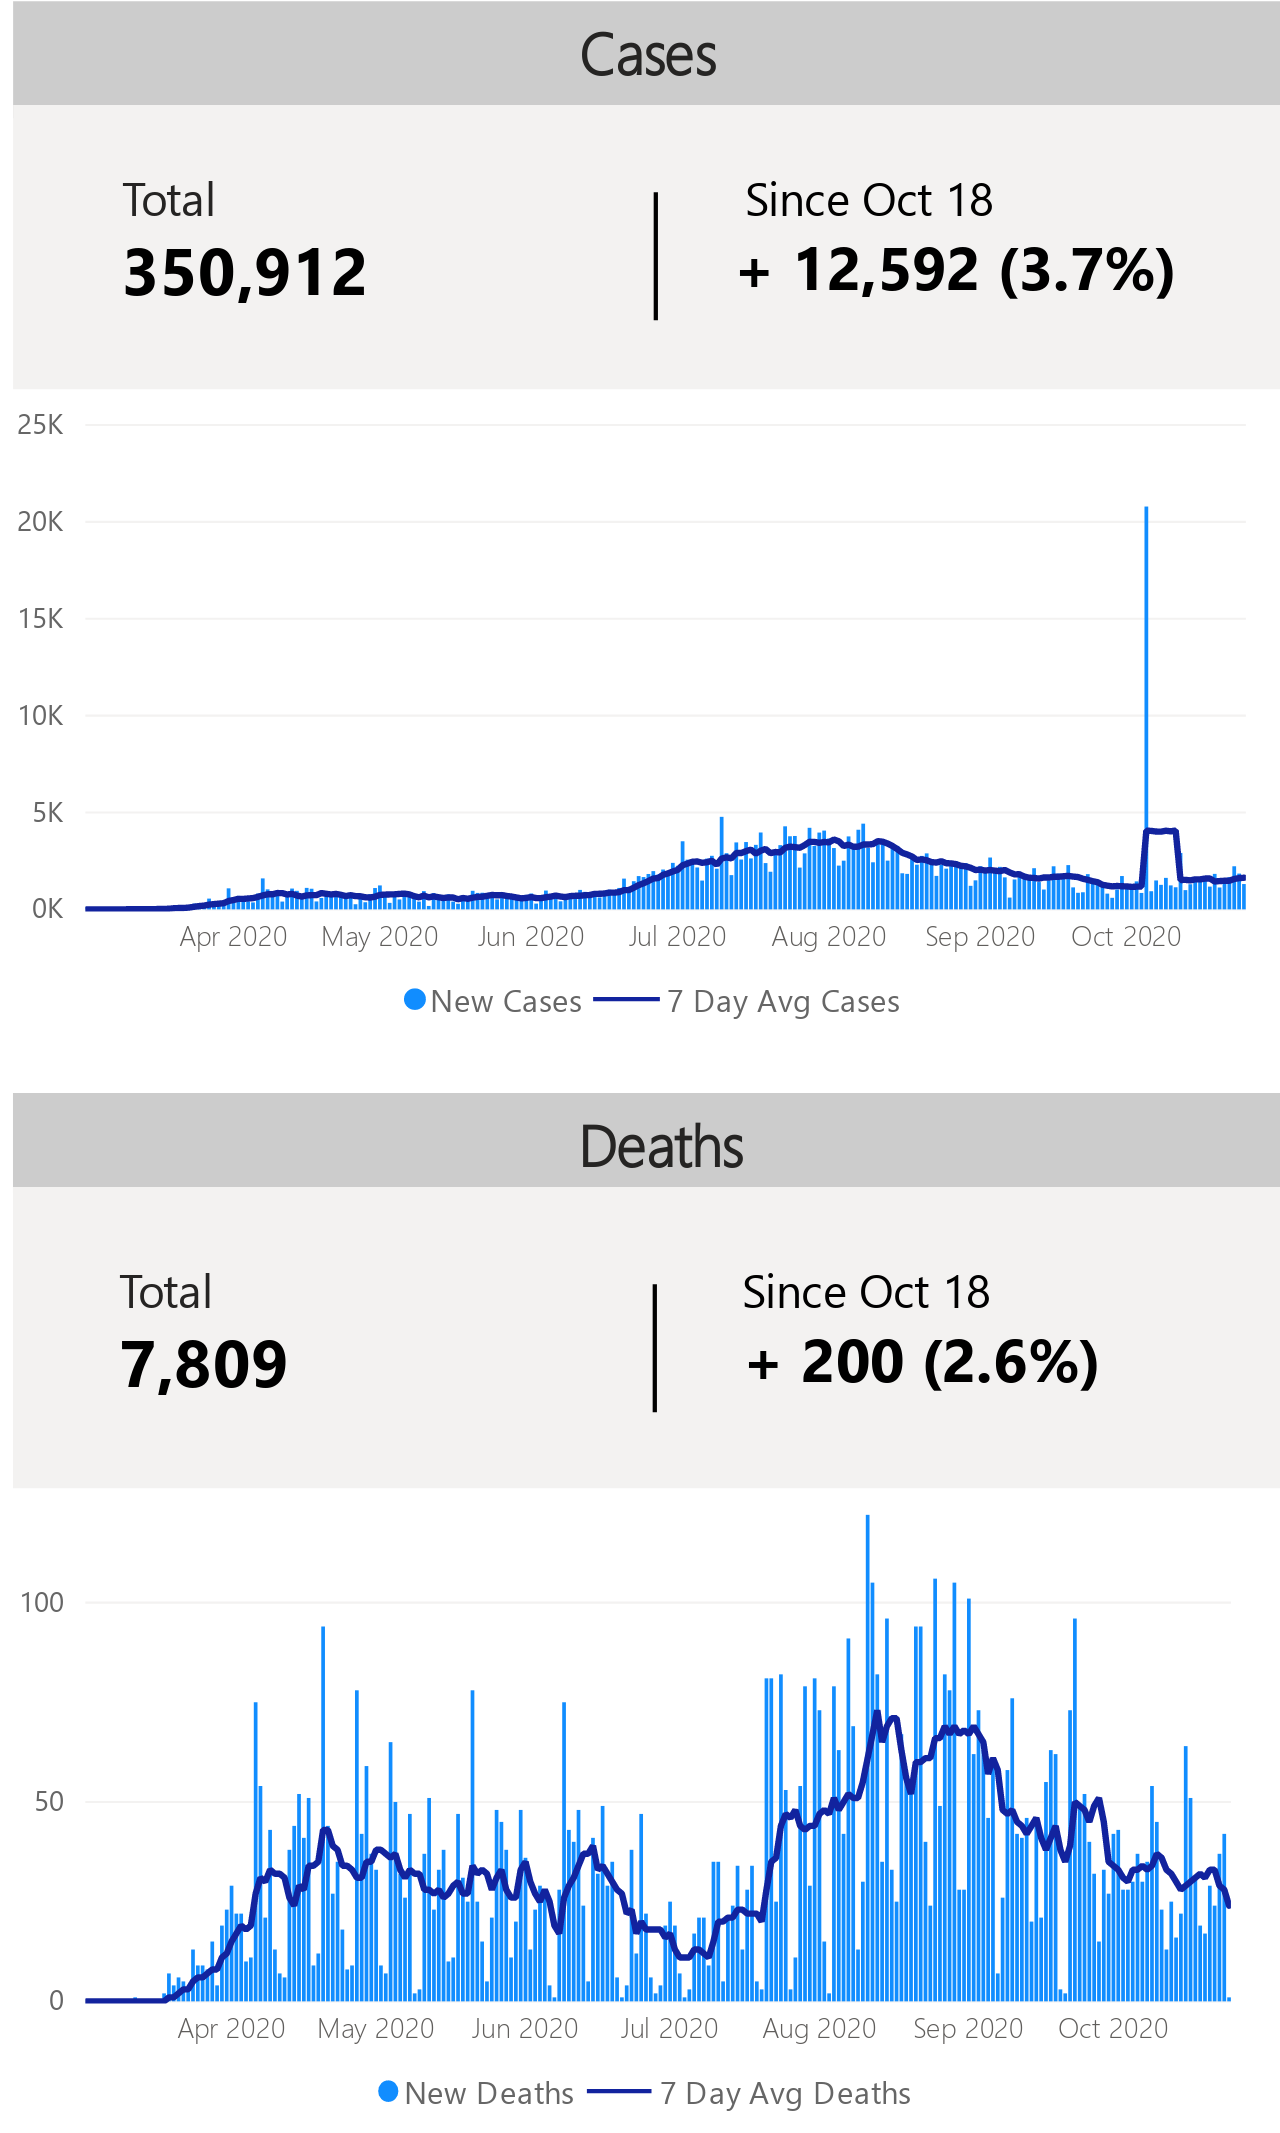 Cases
Total
Since Oct 18
350,912
+ 12,592 (3.7%)
25K
20K
15K
10K
5K
0K
Apr 2020 May 2020 Jun 2020 Jul 2020 Aug 2020 Sep 2020 Oct 2020
New Cases 7 Day Avg Cases
Deaths
Total
Since Oct 18
7,809
+ 200 (2.6%)
100
50
0
Apr 2020 May 2020 Jun 2020 Jul 2020 Aug 2020 Sep 2020 Oct 2020
New Deaths 7 Day Avg Deaths